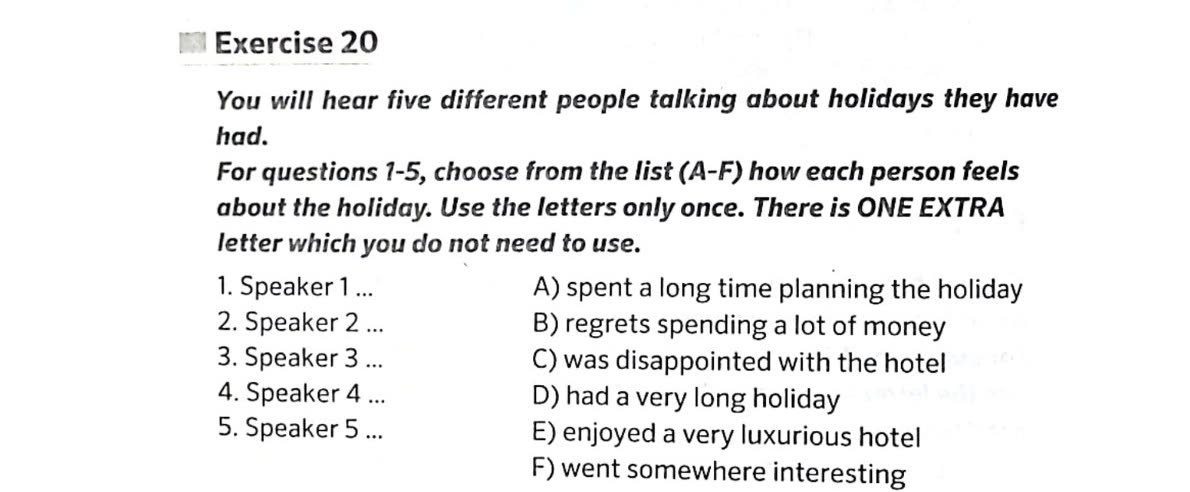 Exercise 20
You will hear five different people talking about holidays they have
had.
For questions 1-5, choose from the list (A-F) how each person feels
about the holiday. Use the letters only once. There is ONE EXTRA
letter which you do not need to use.
1. Speaker 1 ...
2. Speaker 2 ...
3. Speaker 3 ...
4. Speaker 4 ...
5. Speaker 5 ...
A) spent a long time planning the holiday
B) regrets spending a lot of money
C) was disappointed with the hotel
D) had a very long holiday
E) enjoyed a very luxurious hotel
F) went somewhere interesting